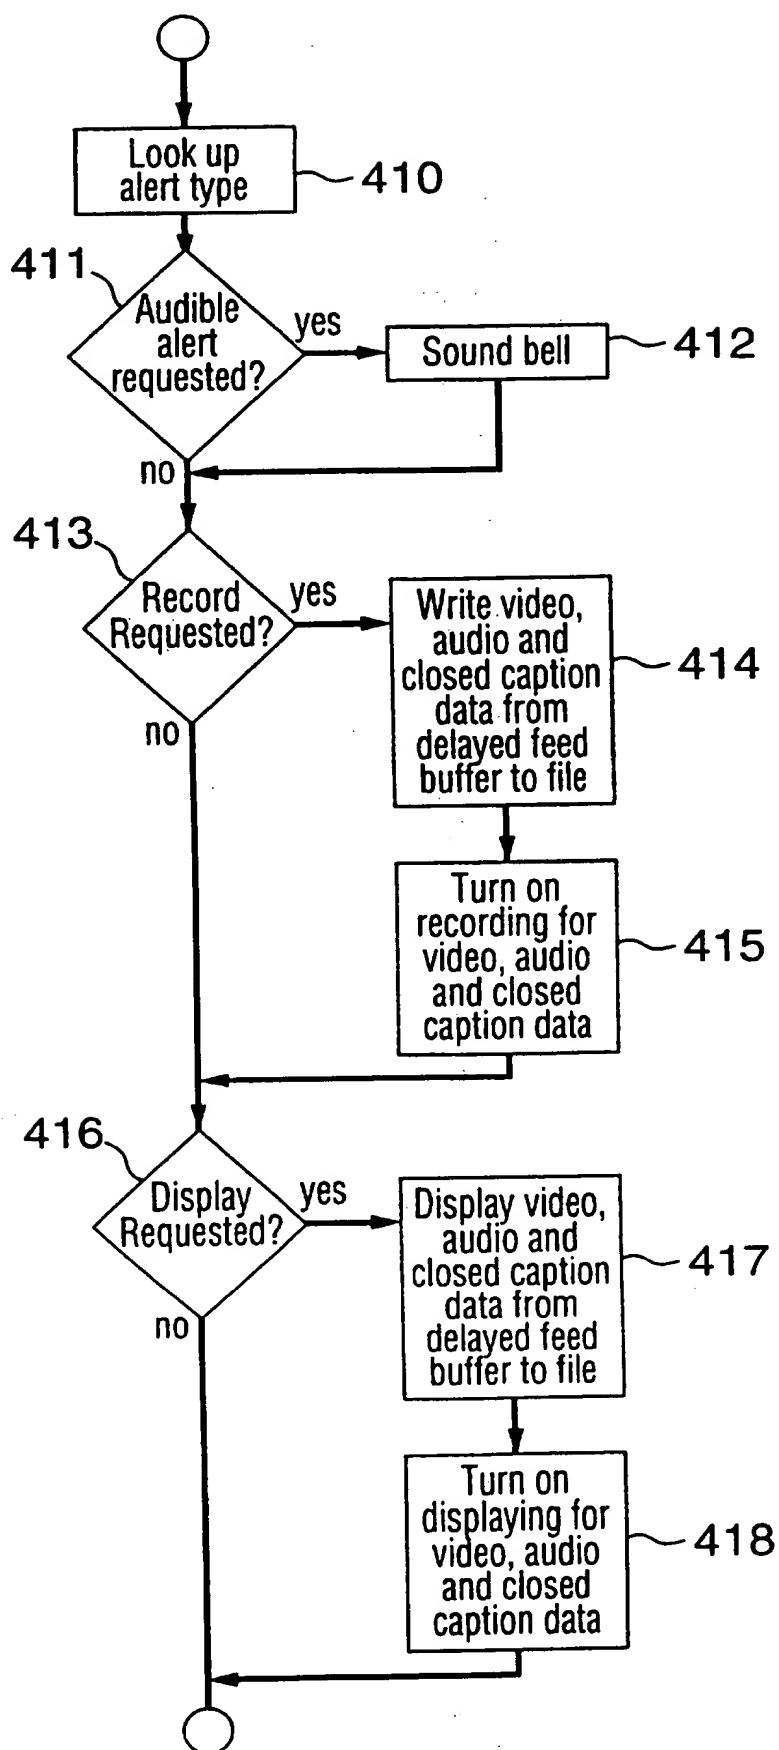 Look up
alert type
410
411
Audible
alert
requested?
yes
Sound bell
412
no
413
Record
Requested?
yes
Write video,
audio and
closed caption
data from
delayed feed
buffer to file
414
no
Turn on
recording for
video, audio
and closed
caption data
415
416
Display
Requested?
yes
Display video,
audio and
closed caption
data from
delayed feed
buffer to file
417
no
Turn on
displaying for
video, audio
and closed
caption data
418